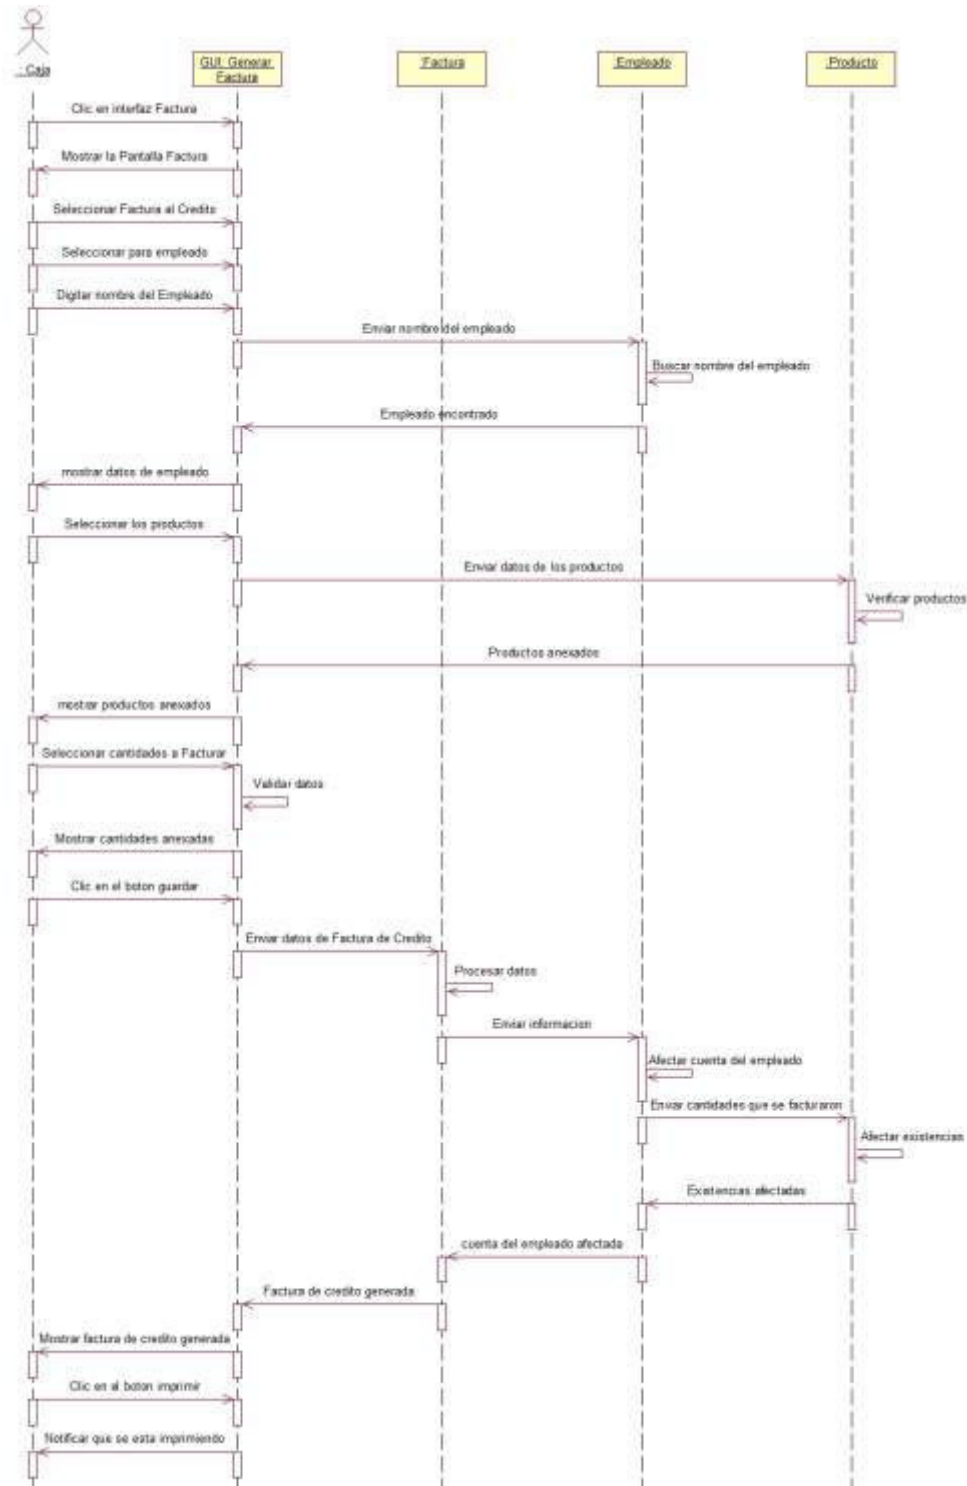 : Caja
GUI_Generar
Factura
:Factura
:Empleado
:Producto
Clic en interfaz Factura
Mostrar la Pantalla Factura
Seleccionar Factura al Credito
Seleccionar para empleado
Digitar nombre del Empleado
Enviar nombre del empleado
Buscar nombre del empleado
Empleado encontrado
mostrar datos de empleado
Seleccionar los productos
Enviar datos de los productos
Verificar productos
Productos anexados
mostrar productos anexados
Seleccionar cantidades a Facturar
Validar datos
Mostrar cantidades anexadas
Clic en el boton guardar
Enviar datos de Factura de Credito
Procesar datos
Enviar informacion
Afectar cuenta del empleado
Enviar cantidades que se facturaron
Afectar existencias
Existencias afectadas
cuenta del empleado afectada
Factura de credito generada
Mostrar factura de credito generada
Clic en al boton imprimir
Notificar que se esta imprimiendo